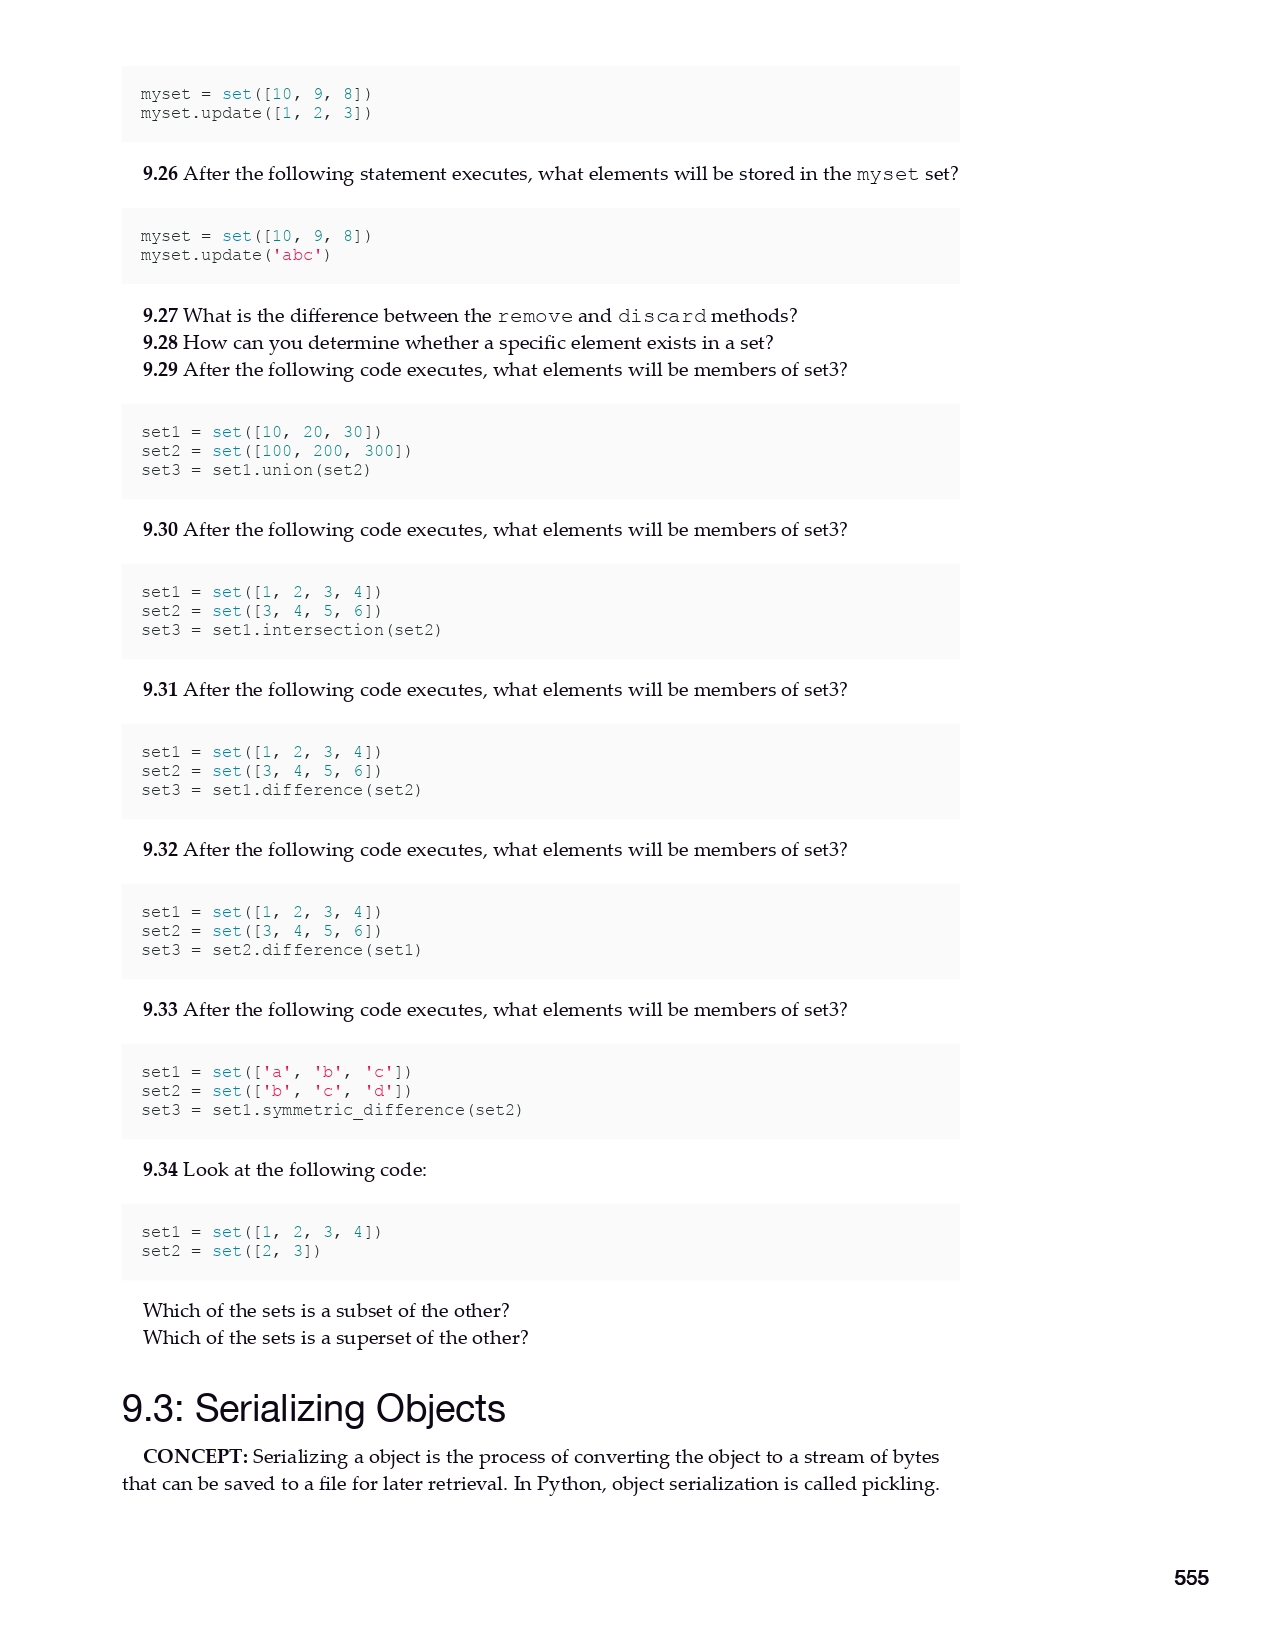 myset = set([10, 9, 8])
myset.update([1, 2, 3])
9.26 After the following statement executes, what elements will be stored in the myset set?
myset = set([10, 9, 8])
myset.update('abc')
9.27 What is the difference between the remove and discard methods?
9.28 How can you determine whether a specific element exists in a set?
9.29 After the following code executes, what elements will be members of set3?
set1 = set([10, 20, 30])
set2 = set([100, 200, 300])
set3 = set1.union(set2)
9.30 After the following code executes, what elements will be members of set3?
set1 = set([1, 2, 3, 4])
set2 = set([3, 4, 5, 6])
set3 = set1.intersection(set2)
9.31 After the following code executes, what elements will be members of set3?
set1 = set([1, 2, 3, 4])
set2 = set([3, 4, 5, 6])
set3 = set1.difference(set2)
9.32 After the following code executes, what elements will be members of set3?
set1 = set([1, 2, 3, 4])
set2 = set([3, 4, 5, 6])
set3 = set2.difference(set1)
9.33 After the following code executes, what elements will be members of set3?
set1 = set(['a', 'b', 'c'])
set2 = set(['b', 'c', 'd'])
set3 = set1.symmetric_difference(set2)
9.34 Look at the following code:
set1 = set([1, 2, 3, 4])
set2 = set([2, 3])
Which of the sets is a subset of the other?
Which of the sets is a superset of the other?
9.3: Serializing Objects
CONCEPT: Serializing a object is the process of converting the object to a stream of bytes
that can be saved to a file for later retrieval. In Python, object serialization is called pickling.
555